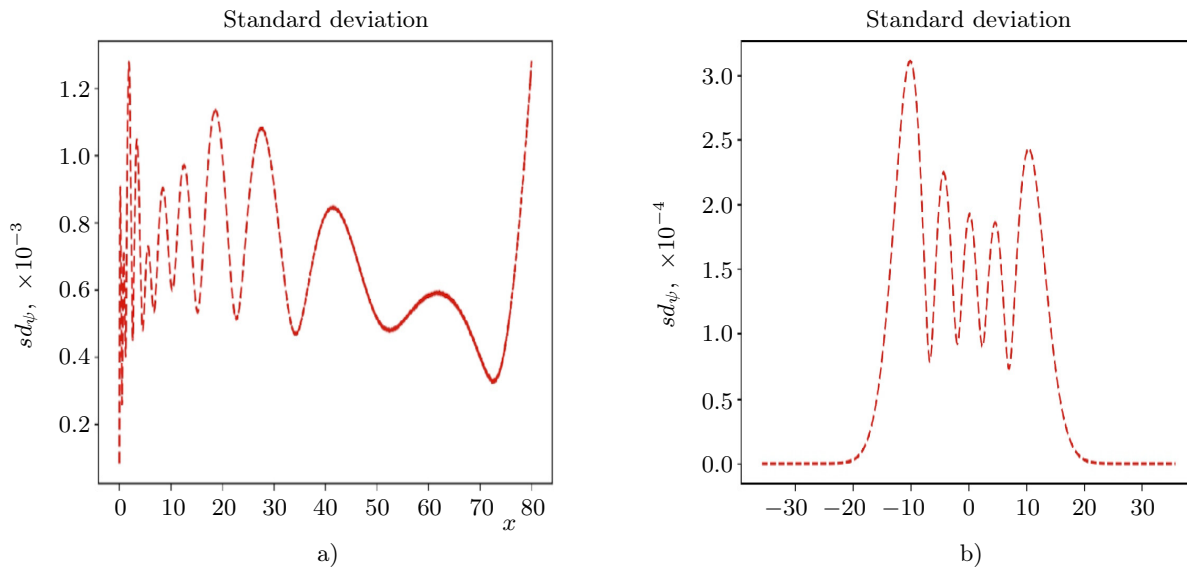 Standard deviation
sd_ψ, ×10⁻³
1.2
1.0
0.8
0.6
0.4
0.2
0 10 20 30 40 50 60 70 80
x
a)
Standard deviation
sd_ψ, ×10⁻⁴
3.0
2.5
2.0
1.5
1.0
0.5
0.0
−30 −20 −10 0 10 20 30
b)